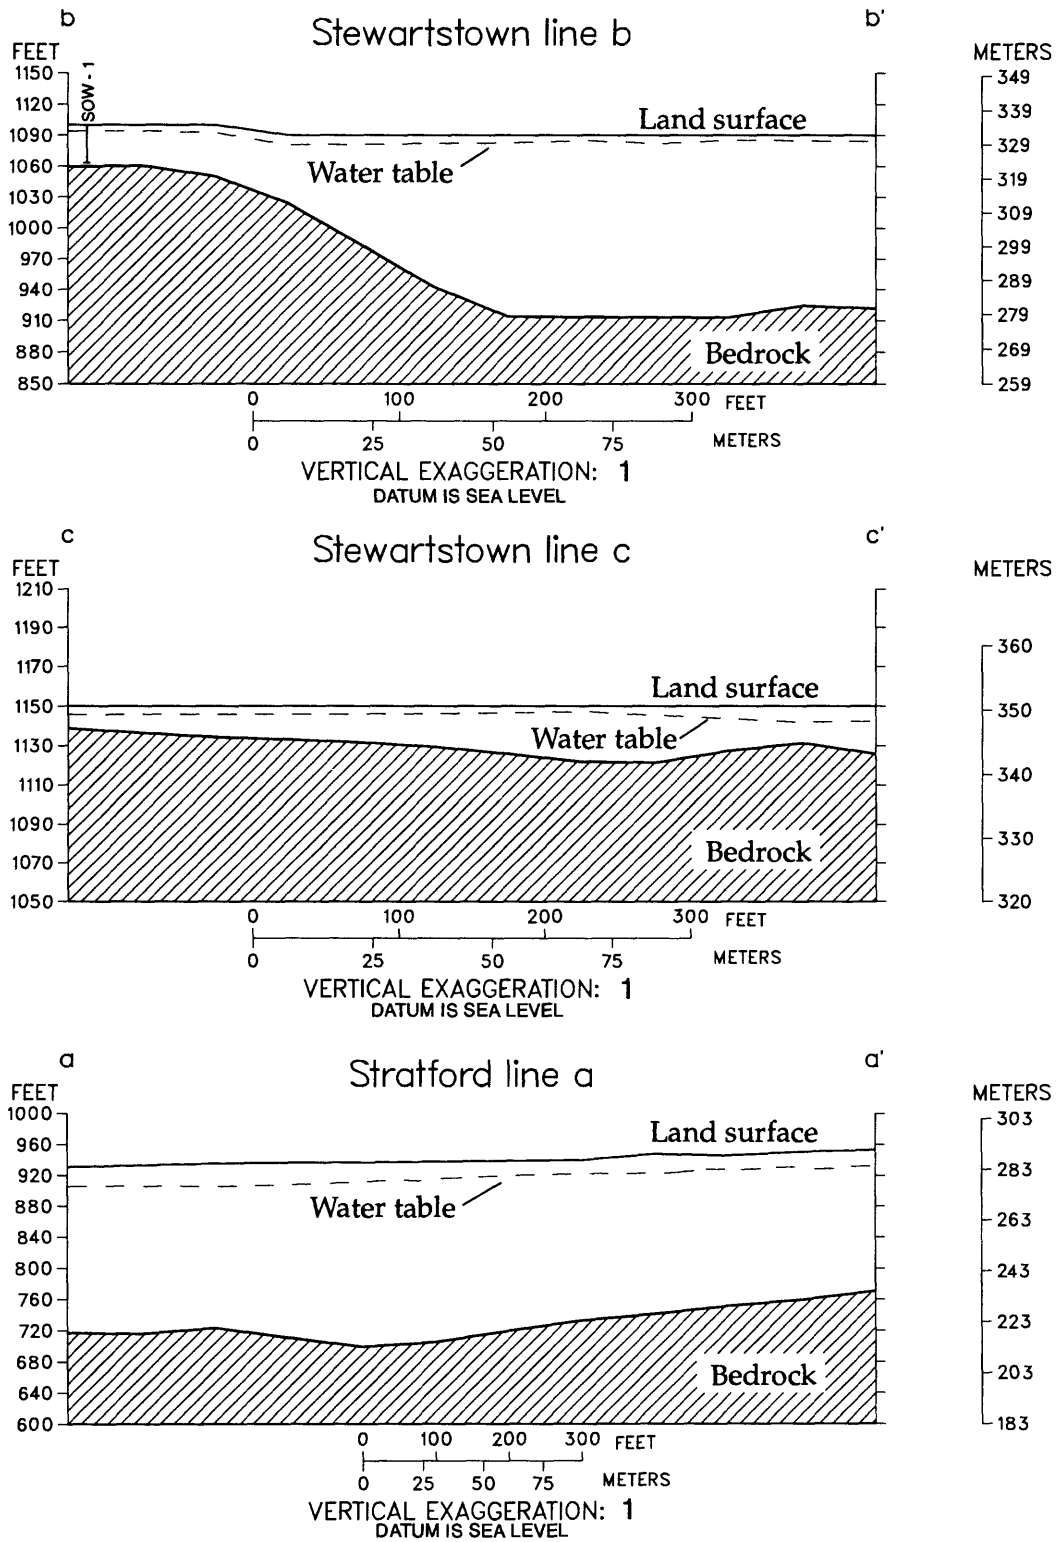 b b'
Stewartstown line b
FEET METERS
1150 349
SOW - 1
1120 339
Land surface
1090 329
Water table
1060 319
1030 309
1000 299
970 289
940 279
910 269
Bedrock
880 259
850
0 100 200 300 FEET
0 25 50 75 METERS
VERTICAL EXAGGERATION: 1
DATUM IS SEA LEVEL
c c'
Stewartstown line c
FEET METERS
1210
1190 360
1170
Land surface
1150 350
Water table
1130 340
1110
1090 330
Bedrock
1070
1050 320
0 100 200 300 FEET
0 25 50 75 METERS
VERTICAL EXAGGERATION: 1
DATUM IS SEA LEVEL
a a'
Stratford line a
FEET METERS
1000 303
Land surface
960 283
920
Water table
880 263
840
800 243
760 223
720
680 203
Bedrock
640
600 183
0 100 200 300 FEET
0 25 50 75 METERS
VERTICAL EXAGGERATION: 1
DATUM IS SEA LEVEL